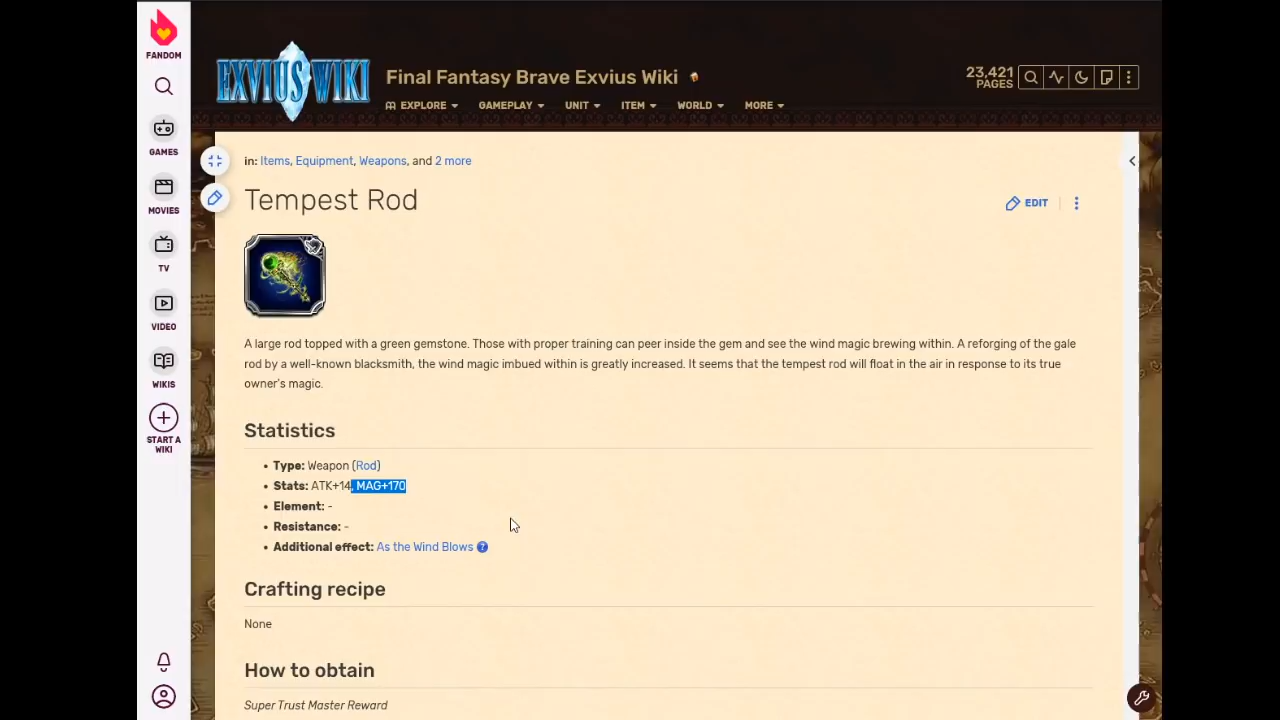 FANDOM
GAMES
MOVIES
TV
VIDEO
WIKIS
START A
WIKI
EXVIUS WIKI
Final Fantasy Brave Exvius Wiki
23,421
PAGES
EXPLORE GAMEPLAY UNIT ITEM WORLD MORE
in: Items, Equipment, Weapons, and 2 more
Tempest Rod
EDIT
A large rod topped with a green gemstone. Those with proper training can peer inside the gem and see the wind magic brewing within. A reforging of the gale
rod by a well-known blacksmith, the wind magic imbued within is greatly increased. It seems that the tempest rod will float in the air in response to its true
owner's magic.
Statistics
• Type: Weapon (Rod)
• Stats: ATK+14, MAG+170
• Element: -
• Resistance: -
• Additional effect: As the Wind Blows ?
Crafting recipe
None
How to obtain
Super Trust Master Reward